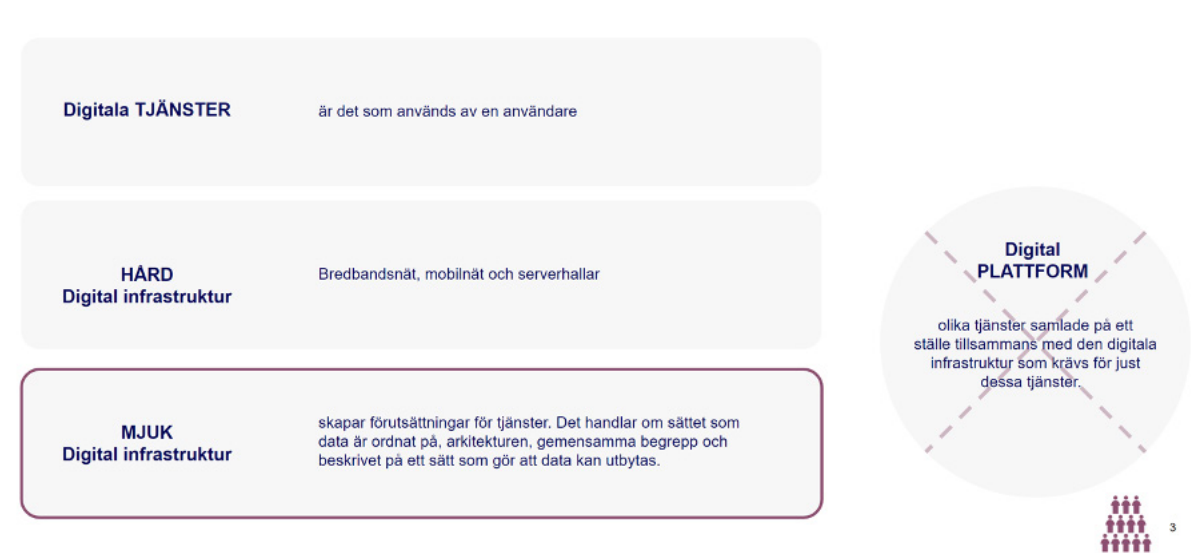 Digitala TJÄNSTER
är det som används av en användare
HÅRD
Digital infrastruktur
Bredbandsnät, mobilnät och serverhallar
MJUK
Digital infrastruktur
skapar förutsättningar för tjänster. Det handlar om sättet som
data är ordnat på, arkitekturen, gemensamma begrepp och
beskrivet på ett sätt som gör att data kan utbytas.
Digital
PLATTFORM
olika tjänster samlade på ett
ställe tillsammans med den digitala
infrastruktur som krävs för just
dessa tjänster.
3